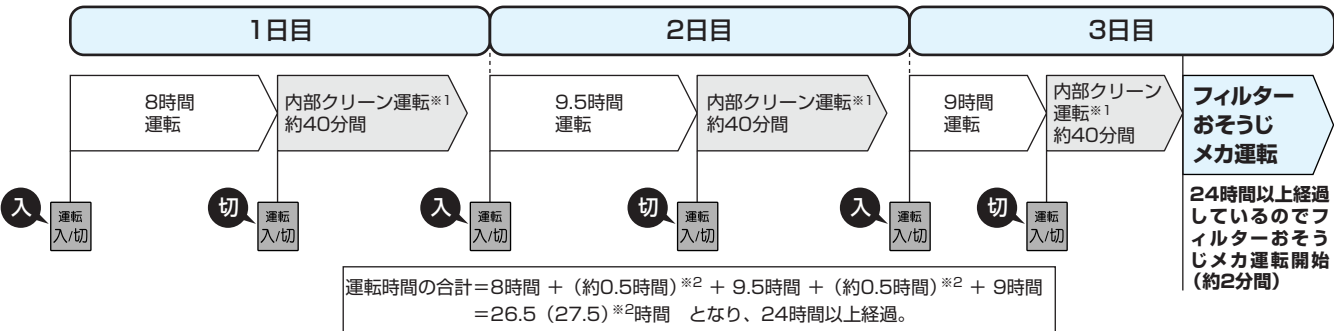 1日目
2日目
3日目
8時間
運転
内部クリーン運転※1
約40分間
9.5時間
運転
内部クリーン運転※1
約40分間
9時間
運転
内部クリーン
運転※1
約40分間
フィルター
おそうじ
メカ運転
入
運転
入/切
切
運転
入/切
入
運転
入/切
切
運転
入/切
入
運転
入/切
切
運転
入/切
24時間以上経過
しているのでフ
ィルターおそう
じメカ運転開始
(約2分間)
運転時間の合計=8時間 + (約0.5時間)※2 + 9.5時間 + (約0.5時間)※2 + 9時間
=26.5 (27.5)※2時間 となり、24時間以上経過。